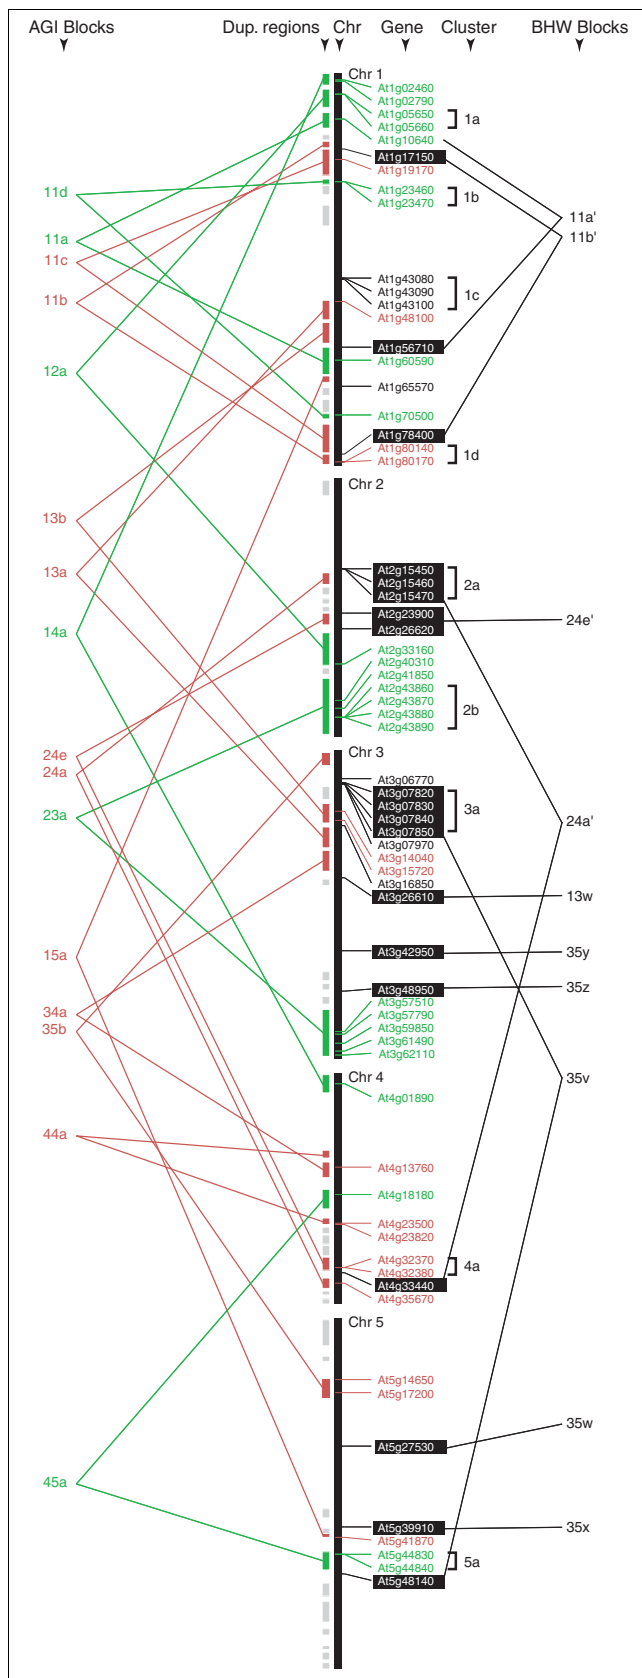 AGI Blocks Dup. regions Chr Gene Cluster BHW Blocks
Chr 1
At1g02460
At1g02790
At1g05650
1a
At1g05660
At1g10640
At1g17150
At1g19170
11d
At1g23460
1b
At1g23470
11a'
11a
11b'
11c
At1g43080
At1g43090
1c
11b
At1g43100
At1g48100
At1g56710
At1g60590
12a
At1g65570
At1g70500
At1g78400
At1g80140
1d
At1g80170
Chr 2
13b
At2g15450
13a
At2g15460
2a
At2g15470
At2g23900
24e'
At2g26620
14a
At2g33160
At2g40310
At2g41850
At2g43860
At2g43870
2b
At2g43880
At2g43890
Chr 3
24e
24a
At3g06770
At3g07820
At3g07830
3a
23a
At3g07840
24a'
At3g07850
At3g07970
At3g14040
At3g15720
At3g16850
At3g26610
13w
At3g42950
35y
15a
At3g48950
35z
At3g57510
34a
At3g57790
35b
At3g59850
At3g61490
At3g62110
Chr 4
35v
At4g01890
44a
At4g13760
At4g18180
At4g23500
At4g23820
At4g32370
4a
At4g32380
At4g33440
At4g35670
Chr 5
At5g14650
At5g17200
35w
At5g27530
45a
At5g39910
35x
At5g41870
At5g44830
5a
At5g44840
At5g48140